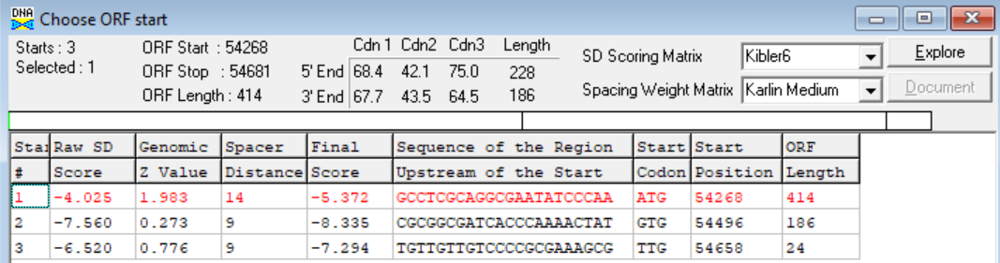 DNA Choose ORF start
Starts : 3 ORF Start : 54268 Cdn 1 Cdn2 Cdn3 Length SD Scoring Matrix Kibler6 Explore
Selected : 1 ORF Stop : 54681 5' End 68.4 42.1 75.0 228
ORF Length : 414 3' End 67.7 43.5 64.5 186 Spacing Weight Matrix Karlin Medium Document
Star Raw SD Genomic Spacer Final Sequence of the Region Start Start ORF
# Score Z Value Distance Score Upstream of the Start Codon Position Length
1 -4.025 1.983 14 -5.372 GCCTCGCAGGCGAATATCCCAA ATG 54268 414
2 -7.560 0.273 9 -8.335 CGCGGCGATCACCCAAAACTAT GTG 54496 186
3 -6.520 0.776 9 -7.294 TGTTGTTGTCCCCGCGAAAGCG TTG 54658 24